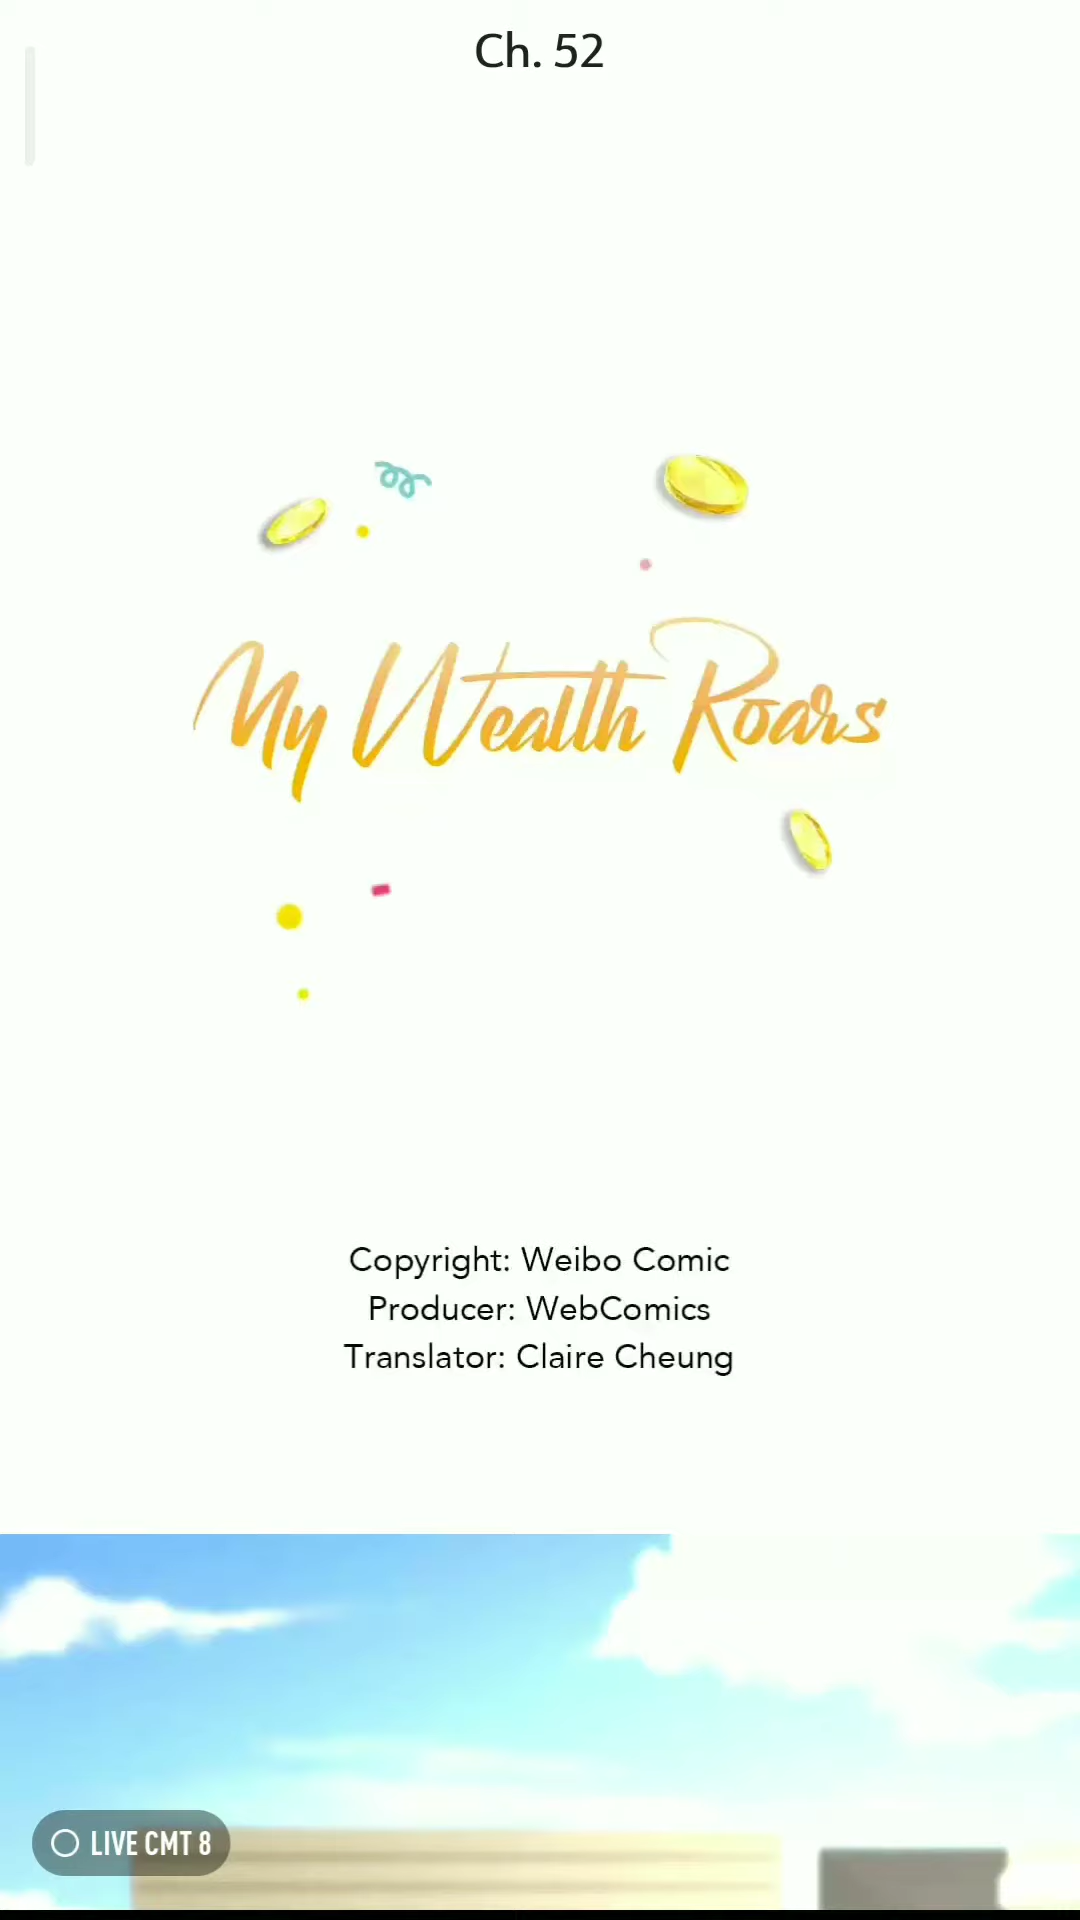 Ch. 52
My Wealth Roars
Copyright: Weibo Comic
Producer: WebComics
Translator: Claire Cheung
LIVE CMT 8